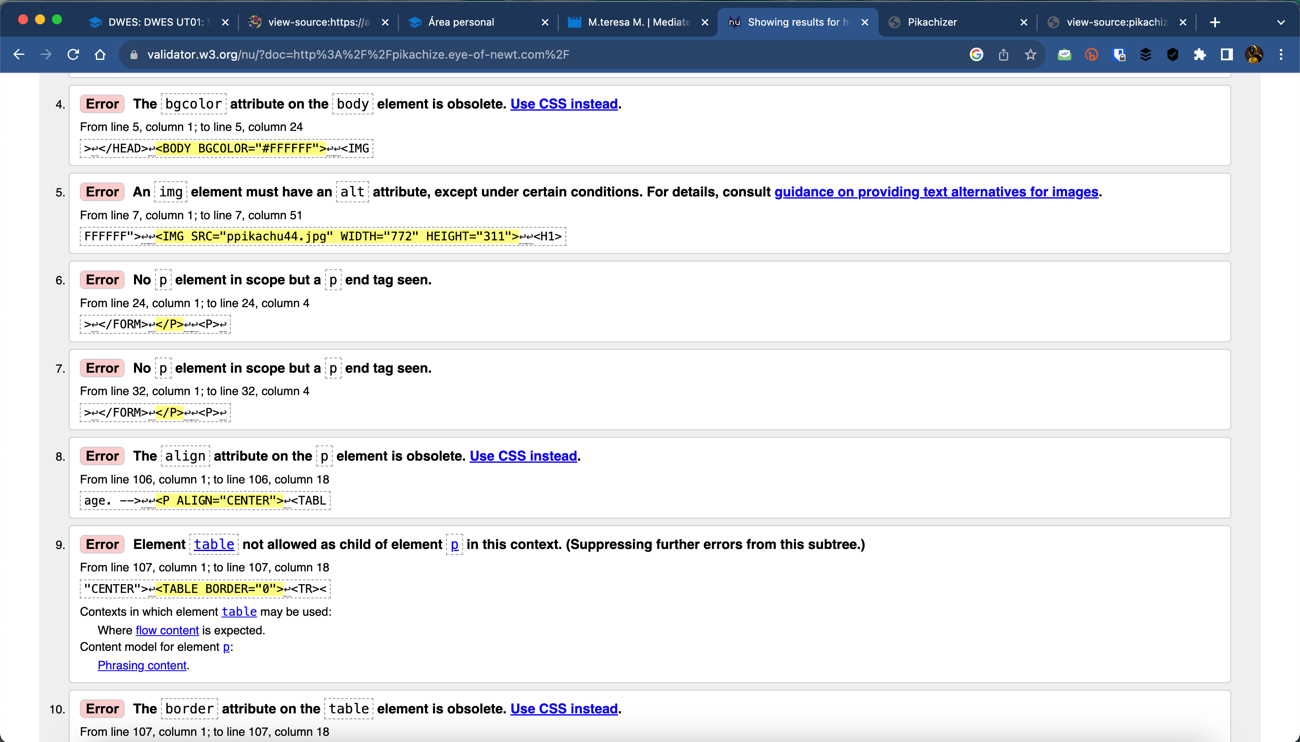 DWES: DWES UT01:
view-source:https://a
Área personal
M.teresa M. | Mediate
Showing results for h
Pikachizer
view-source:pikachiz
validator.w3.org/nu/?doc=http%3A%2F%2Fpikachize.eye-of-newt.com%2F
4. Error The bgcolor attribute on the body element is obsolete. Use CSS instead.
From line 5, column 1; to line 5, column 24
>↩</HEAD>↩<BODY BGCOLOR="#FFFFFF">↩↩<IMG
5. Error An img element must have an alt attribute, except under certain conditions. For details, consult guidance on providing text alternatives for images.
From line 7, column 1; to line 7, column 51
FFFFFF">↩↩<IMG SRC="ppikachu44.jpg" WIDTH="772" HEIGHT="311">↩↩<H1>
6. Error No p element in scope but a p end tag seen.
From line 24, column 1; to line 24, column 4
>↩</FORM>↩</P>↩↩<P>↩
7. Error No p element in scope but a p end tag seen.
From line 32, column 1; to line 32, column 4
>↩</FORM>↩</P>↩↩<P>↩
8. Error The align attribute on the p element is obsolete. Use CSS instead.
From line 106, column 1; to line 106, column 18
age. -->↩↩<P ALIGN="CENTER">↩<TABL
9. Error Element table not allowed as child of element p in this context. (Suppressing further errors from this subtree.)
From line 107, column 1; to line 107, column 18
"CENTER">↩<TABLE BORDER="0">↩<TR><
Contexts in which element table may be used:
Where flow content is expected.
Content model for element p:
Phrasing content.
10. Error The border attribute on the table element is obsolete. Use CSS instead.
From line 107, column 1; to line 107, column 18